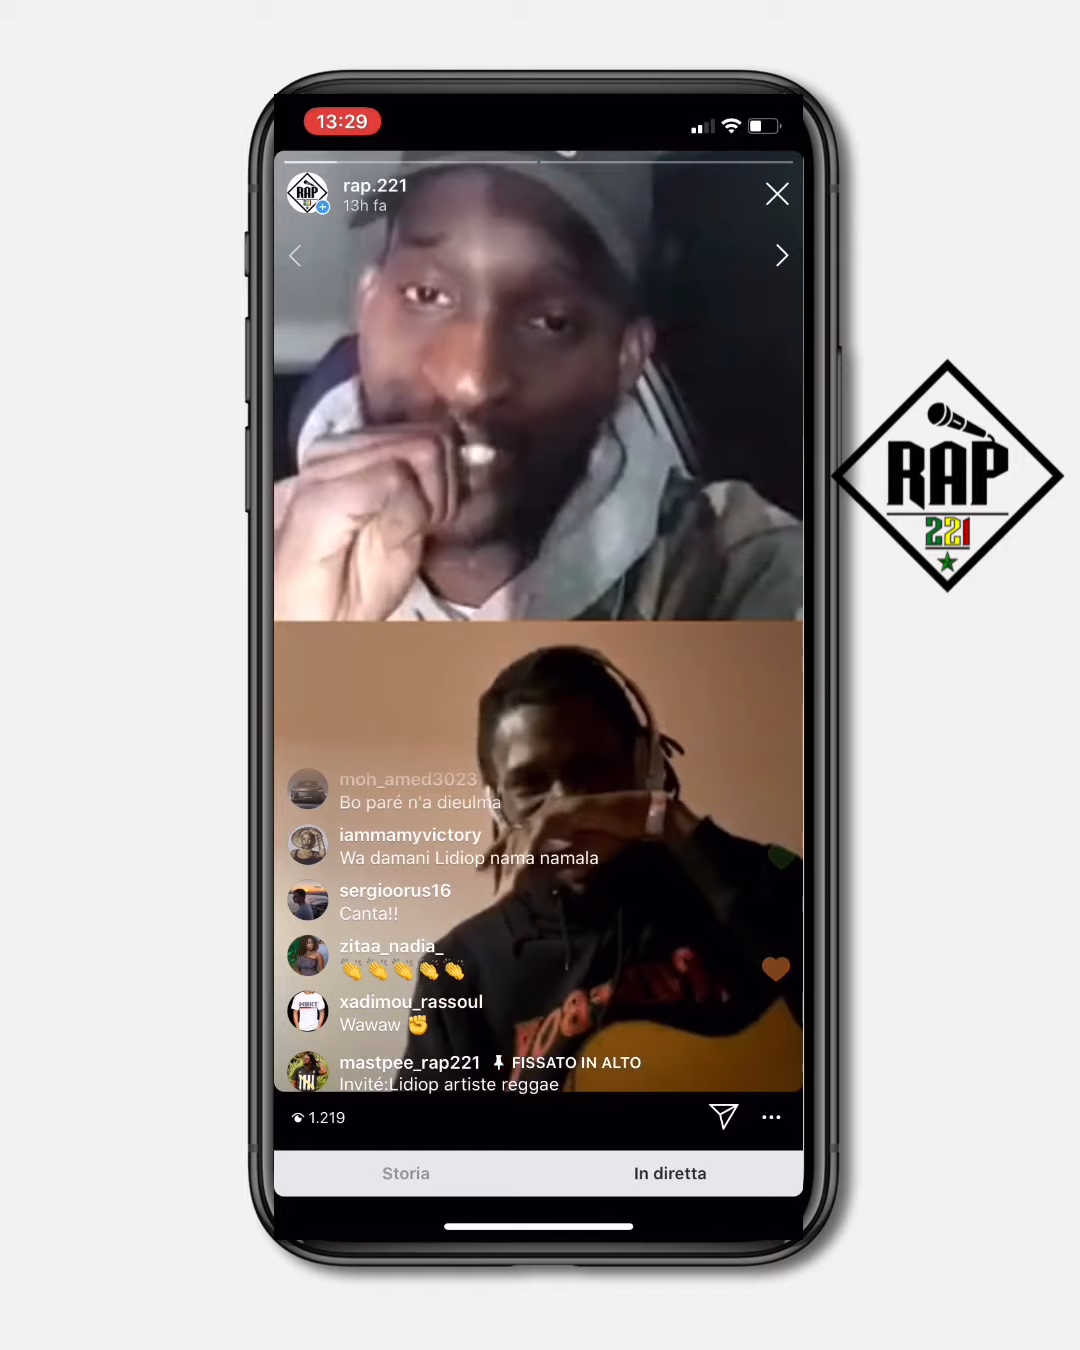 13:29
rap.221
13h fa
moh_amed3023
Bo paré n'a dieulma
iammamyvictory
Wa damani Lidiop nama namala
sergioorus16
Canta!!
zitaa_nadia_
👏👏👏👏👏
xadimou_rassoul
Wawaw ✊
mastpee_rap221 📌 FISSATO IN ALTO
Invité:Lidiop artiste reggae
1.219
Storia
In diretta
RAP
221